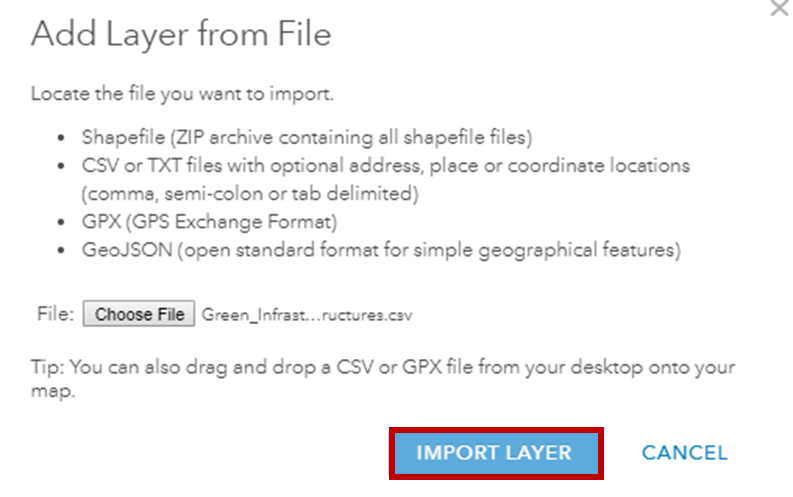 Add Layer from File
Locate the file you want to import.
• Shapefile (ZIP archive containing all shapefile files)
• CSV or TXT files with optional address, place or coordinate locations
(comma, semi-colon or tab delimited)
• GPX (GPS Exchange Format)
• GeoJSON (open standard format for simple geographical features)
File: Choose File Green_Infrast...ructures.csv
Tip: You can also drag and drop a CSV or GPX file from your desktop onto your
map.
IMPORT LAYER CANCEL